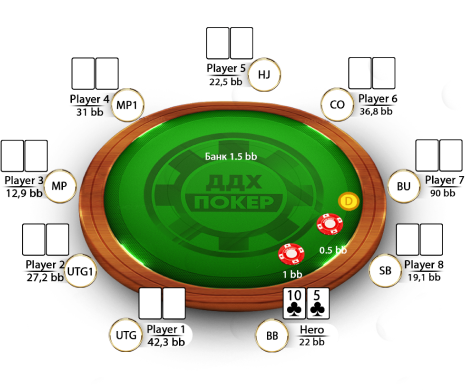 Player 5
22,5 bb
HJ
Player 4
31 bb
MP1
CO
Player 6
36,8 bb
Банк 1.5 bb
Player 3
12,9 bb
MP
ДДХ
ПОКЕР
D
BU
Player 7
90 bb
0.5 bb
Player 2
27,2 bb
UTG1
1 bb
SB
Player 8
19,1 bb
10 5
UTG
Player 1
42,3 bb
BB
Hero
22 bb